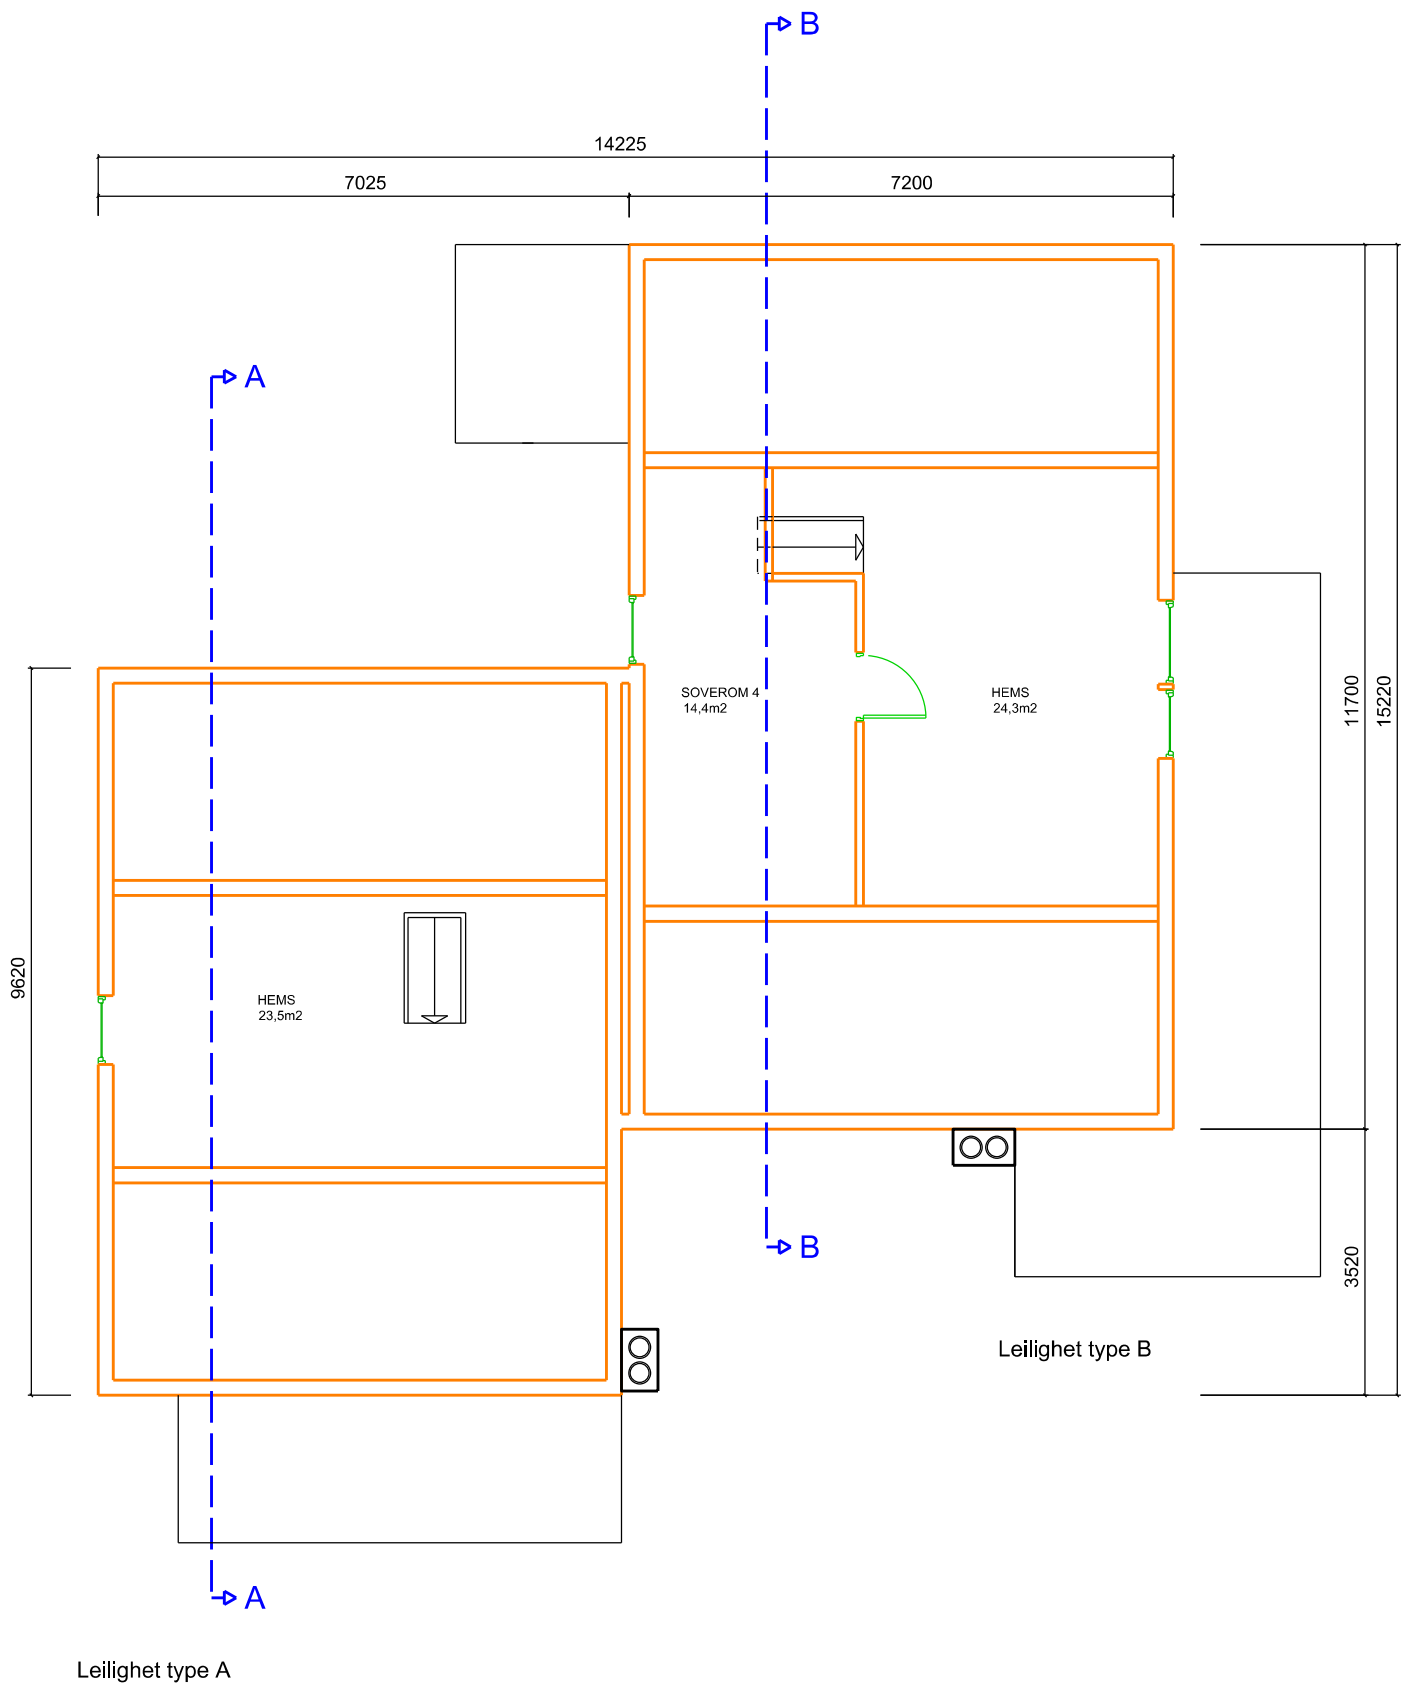 B
14225
7025
7200
A
SOVEROM 4
14,4m2
HEMS
24,3m2
11700
15220
9620
HEMS
23,5m2
B
3520
Leilighet type B
A
Leilighet type A